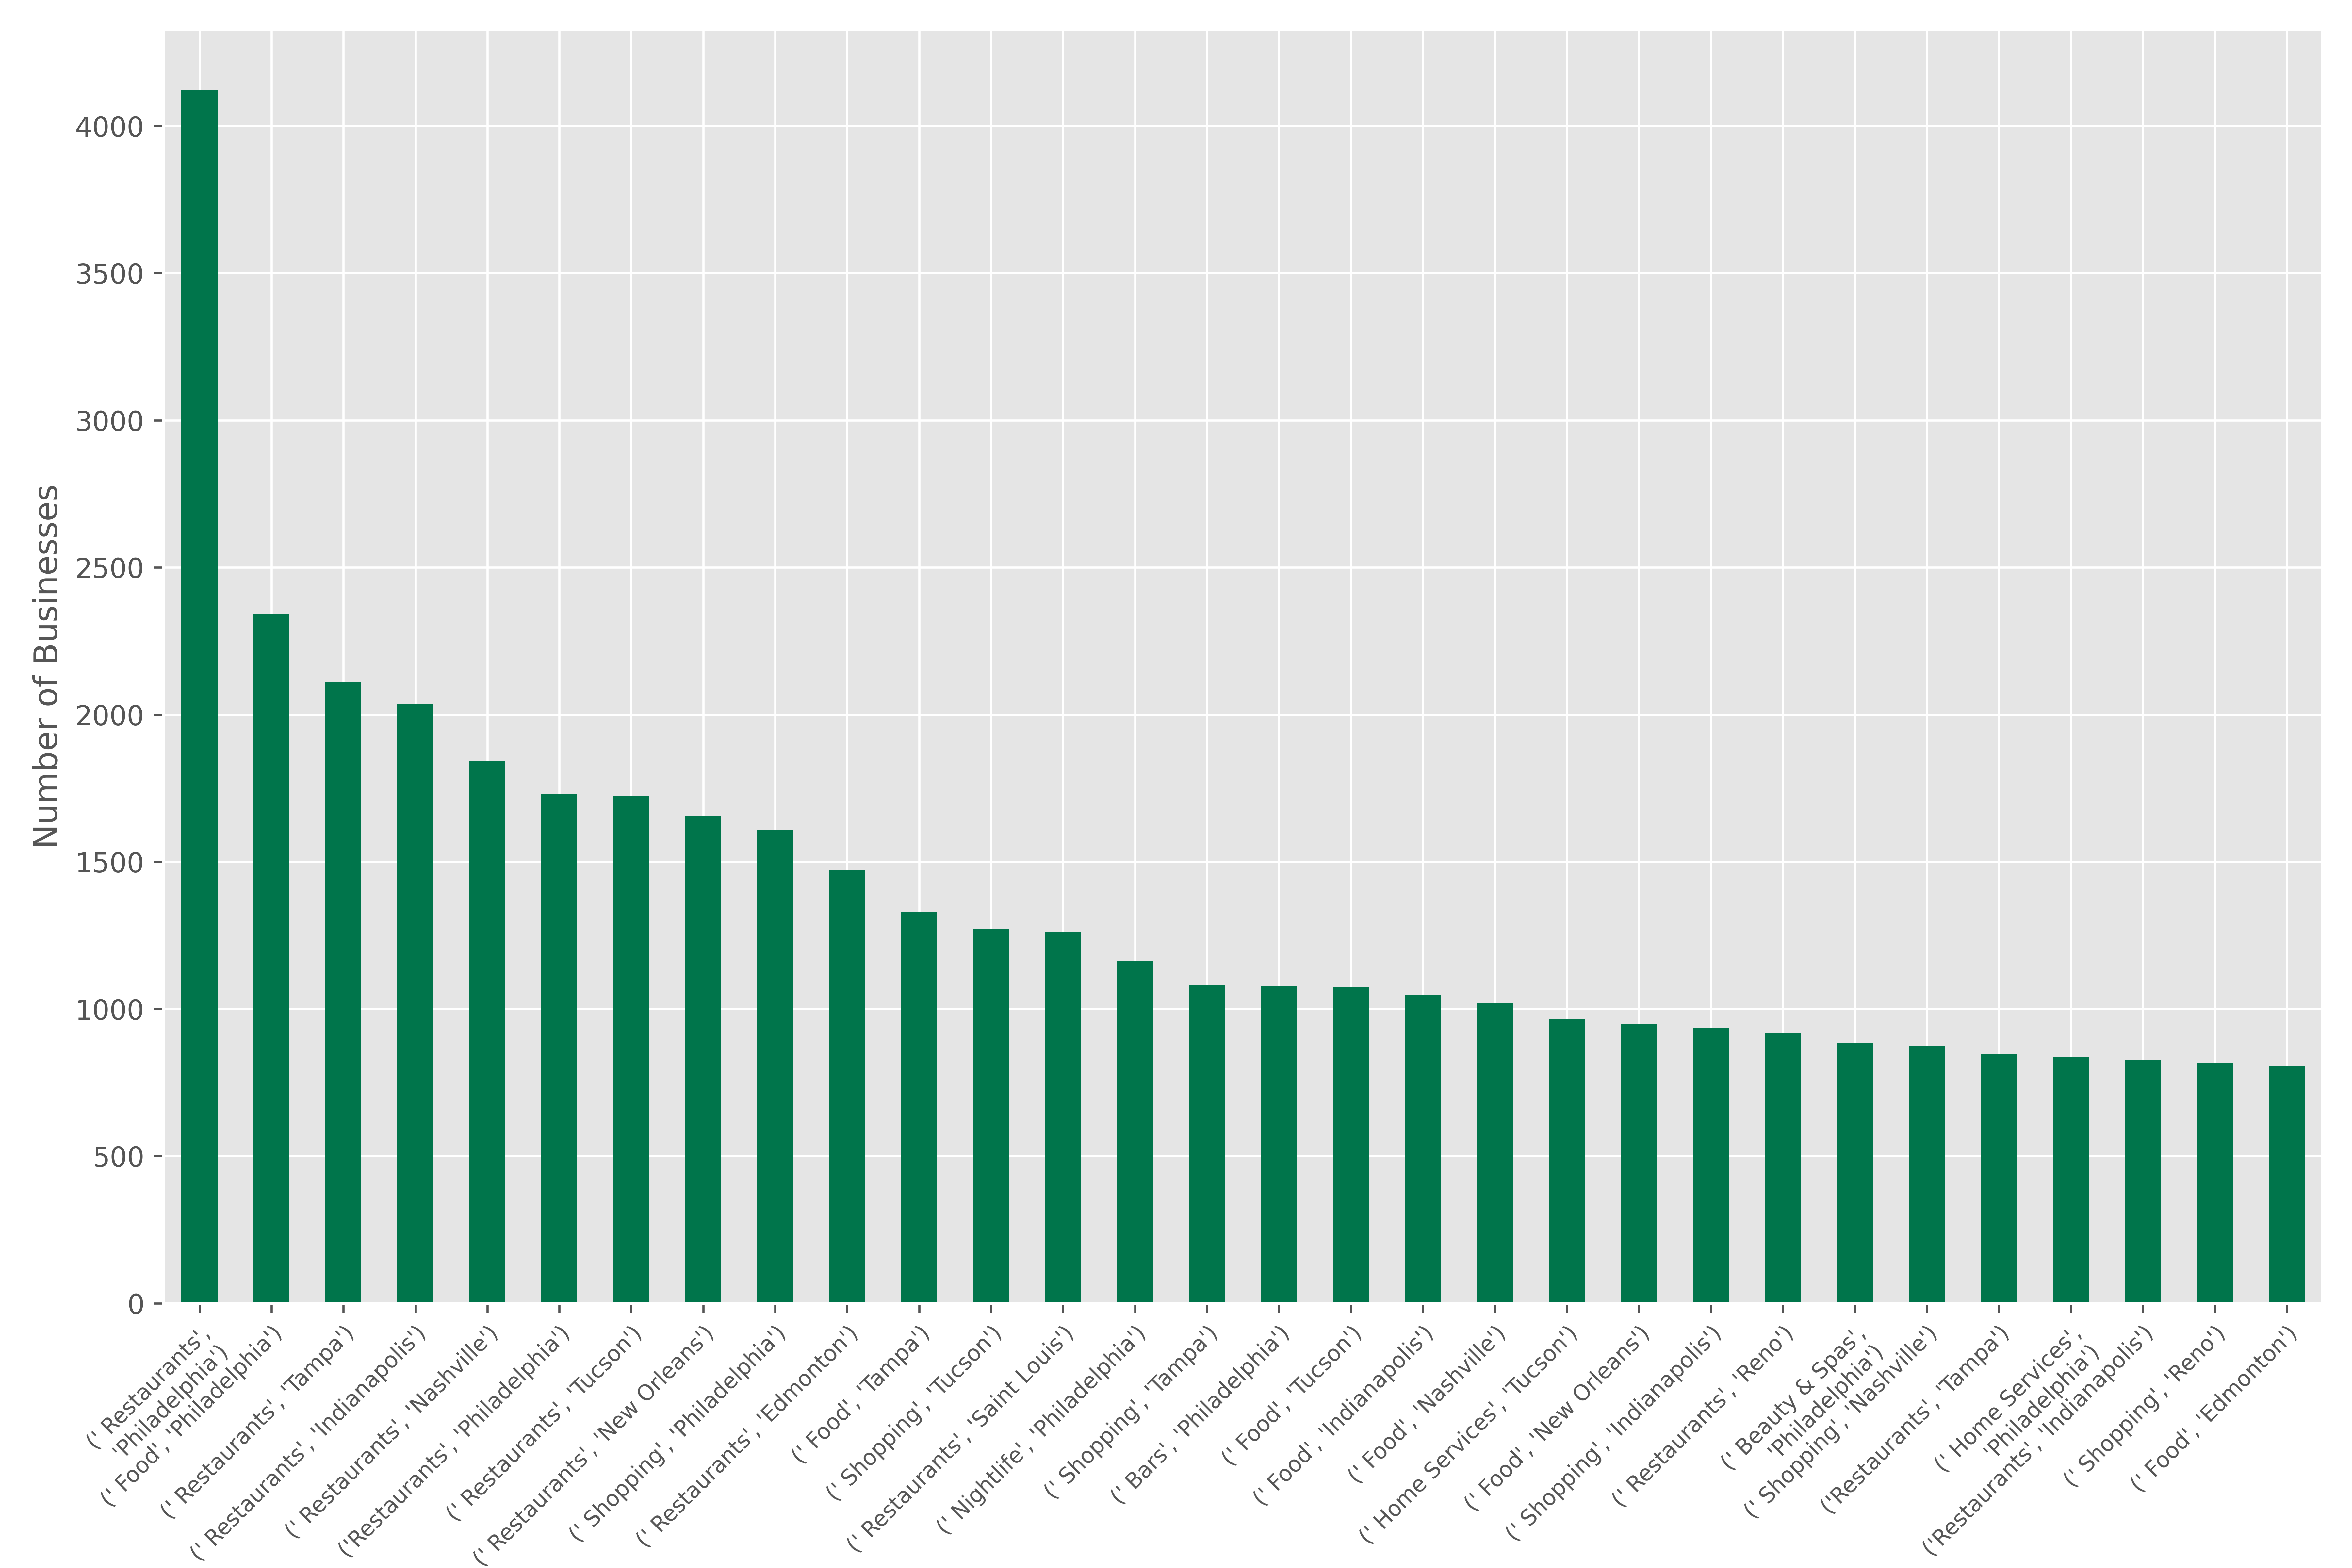 Number of Businesses
4000
3500
3000
2500
2000
1500
1000
500
0
(' Restaurants',
'Philadelphia')
(' Food', 'Philadelphia')
(' Restaurants', 'Tampa')
(' Restaurants', 'Indianapolis')
(' Restaurants', 'Nashville')
('Restaurants', 'Philadelphia')
(' Restaurants', 'Tucson')
(' Restaurants', 'New Orleans')
(' Shopping', 'Philadelphia')
(' Restaurants', 'Edmonton')
(' Food', 'Tampa')
(' Shopping', 'Tucson')
(' Restaurants', 'Saint Louis')
(' Nightlife', 'Philadelphia')
(' Shopping', 'Tampa')
(' Bars', 'Philadelphia')
(' Food', 'Tucson')
(' Food', 'Indianapolis')
(' Food', 'Nashville')
(' Home Services', 'Tucson')
(' Food', 'New Orleans')
(' Shopping', 'Indianapolis')
(' Restaurants', 'Reno')
(' Beauty & Spas',
'Philadelphia')
(' Shopping', 'Nashville')
('Restaurants', 'Tampa')
(' Home Services',
'Philadelphia')
('Restaurants', 'Indianapolis')
(' Shopping', 'Reno')
(' Food', 'Edmonton')